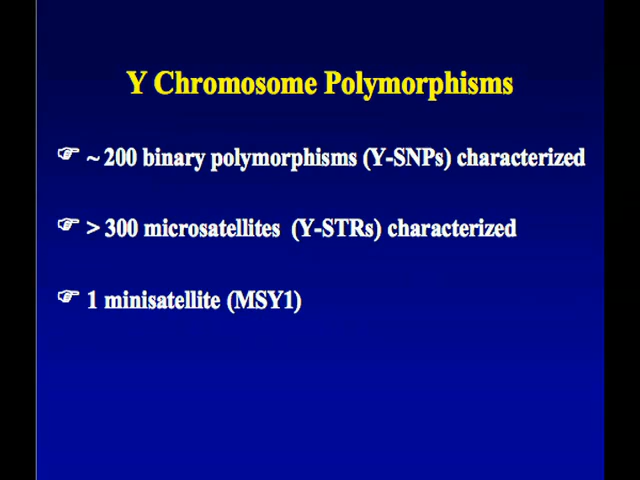 Y Chromosome Polymorphisms
☞ ~ 200 binary polymorphisms (Y-SNPs) characterized
☞ > 300 microsatellites (Y-STRs) characterized
☞ 1 minisatellite (MSY1)